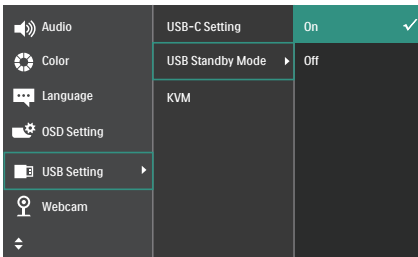 Audio
Color
Language
OSD Setting
USB Setting
Webcam
USB-C Setting
USB Standby Mode
KVM
On
Off